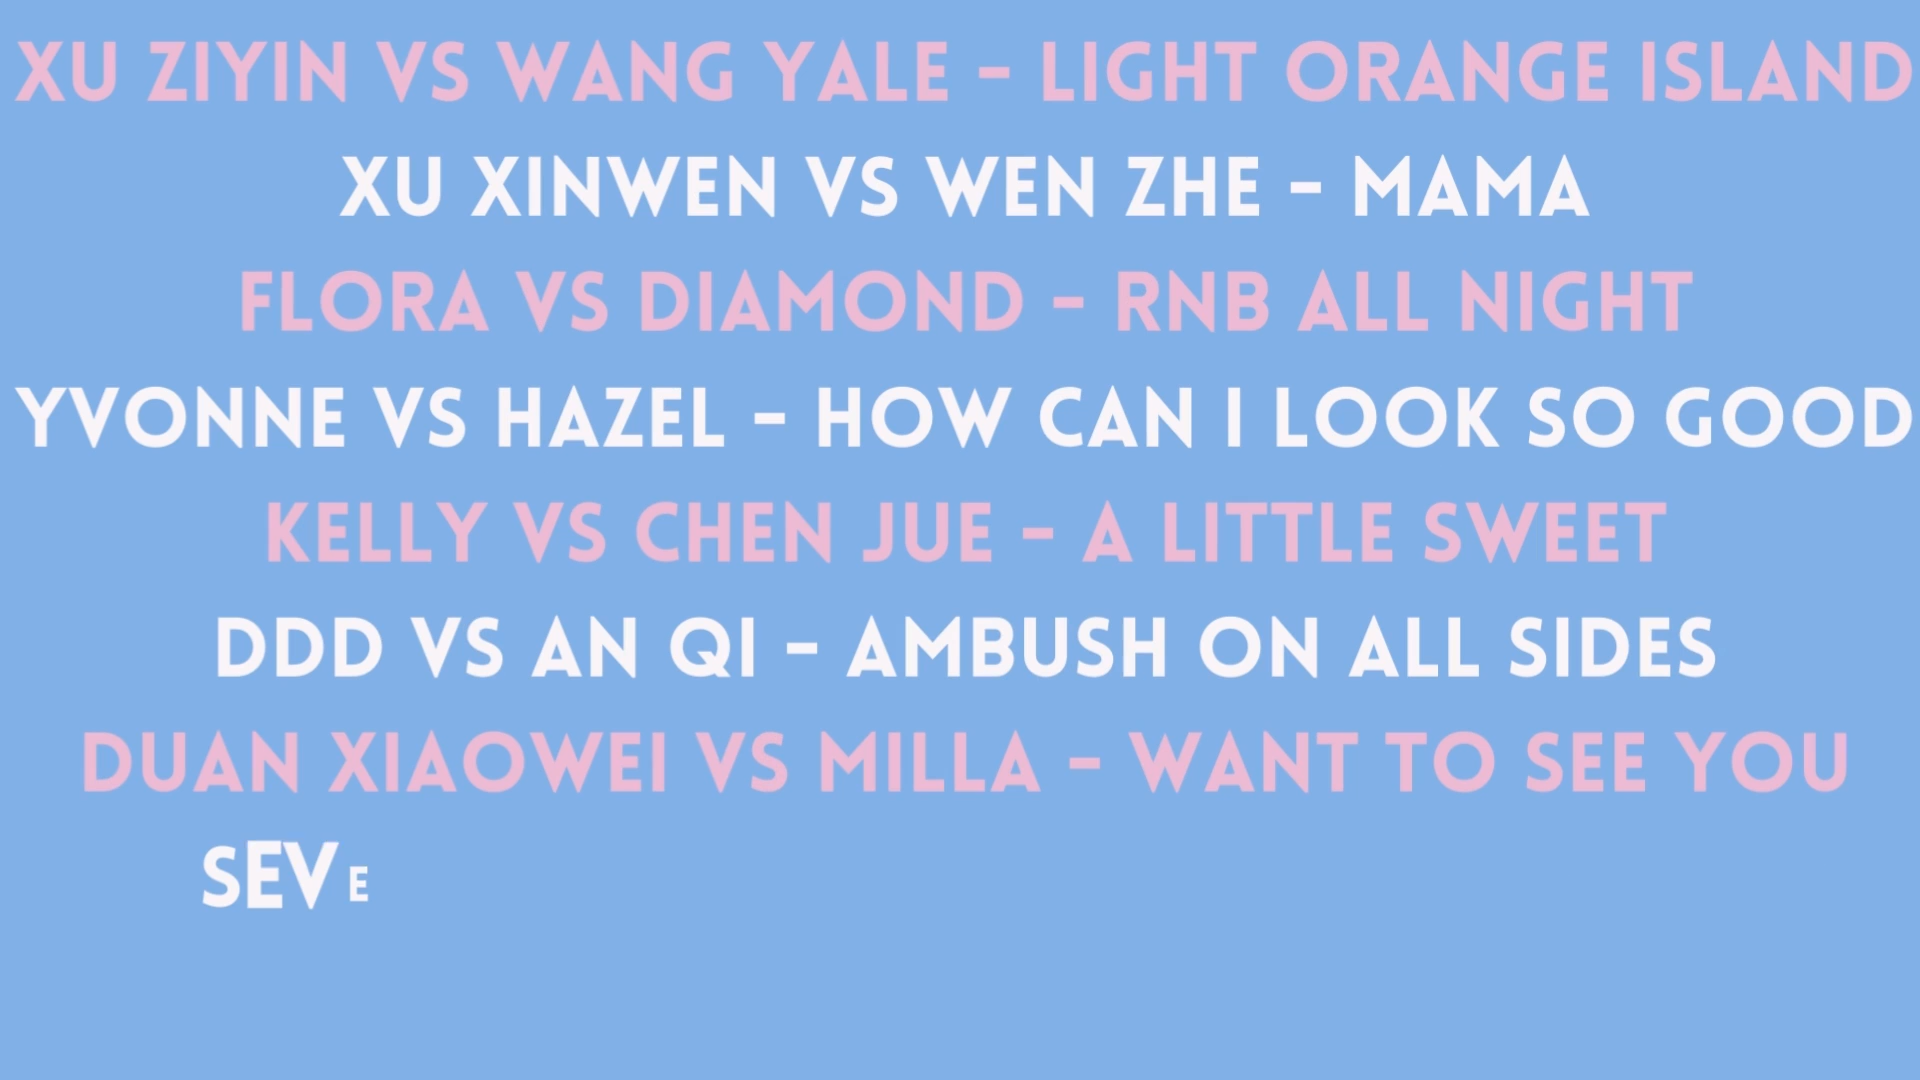 XU ZIYIN VS WANG YALE - LIGHT ORANGE ISLAND
XU XINWEN VS WEN ZHE - MAMA
FLORA VS DIAMOND - RNB ALL NIGHT
YVONNE VS HAZEL - HOW CAN I LOOK SO GOOD
KELLY VS CHEN JUE - A LITTLE SWEET
DDD VS AN QI - AMBUSH ON ALL SIDES
DUAN XIAOWEI VS MILLA - WANT TO SEE YOU
SEVE